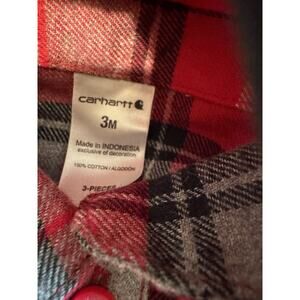 carhartt
3M
Made in INDONESIA
exclusive of decoration
100% COTTON / ALGODÓN
3-PIECES